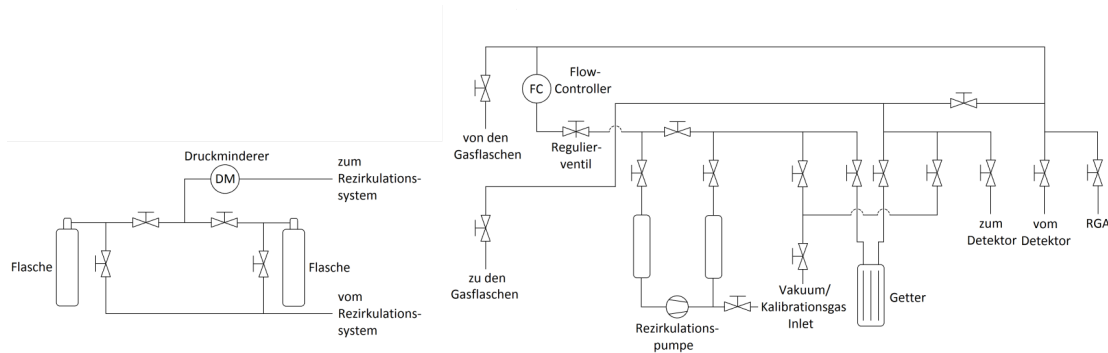 Druckminderer
DM
zum
Rezirkulations-
system
Flasche
Flasche
vom
Rezirkulations-
system
FC
Flow-
Controller
von den
Gasflaschen
Regulier-
ventil
zu den
Gasflaschen
Rezirkulations-
pumpe
Vakuum/
Kalibrationsgas
Inlet
Getter
zum
Detektor
vom
Detektor
RGA